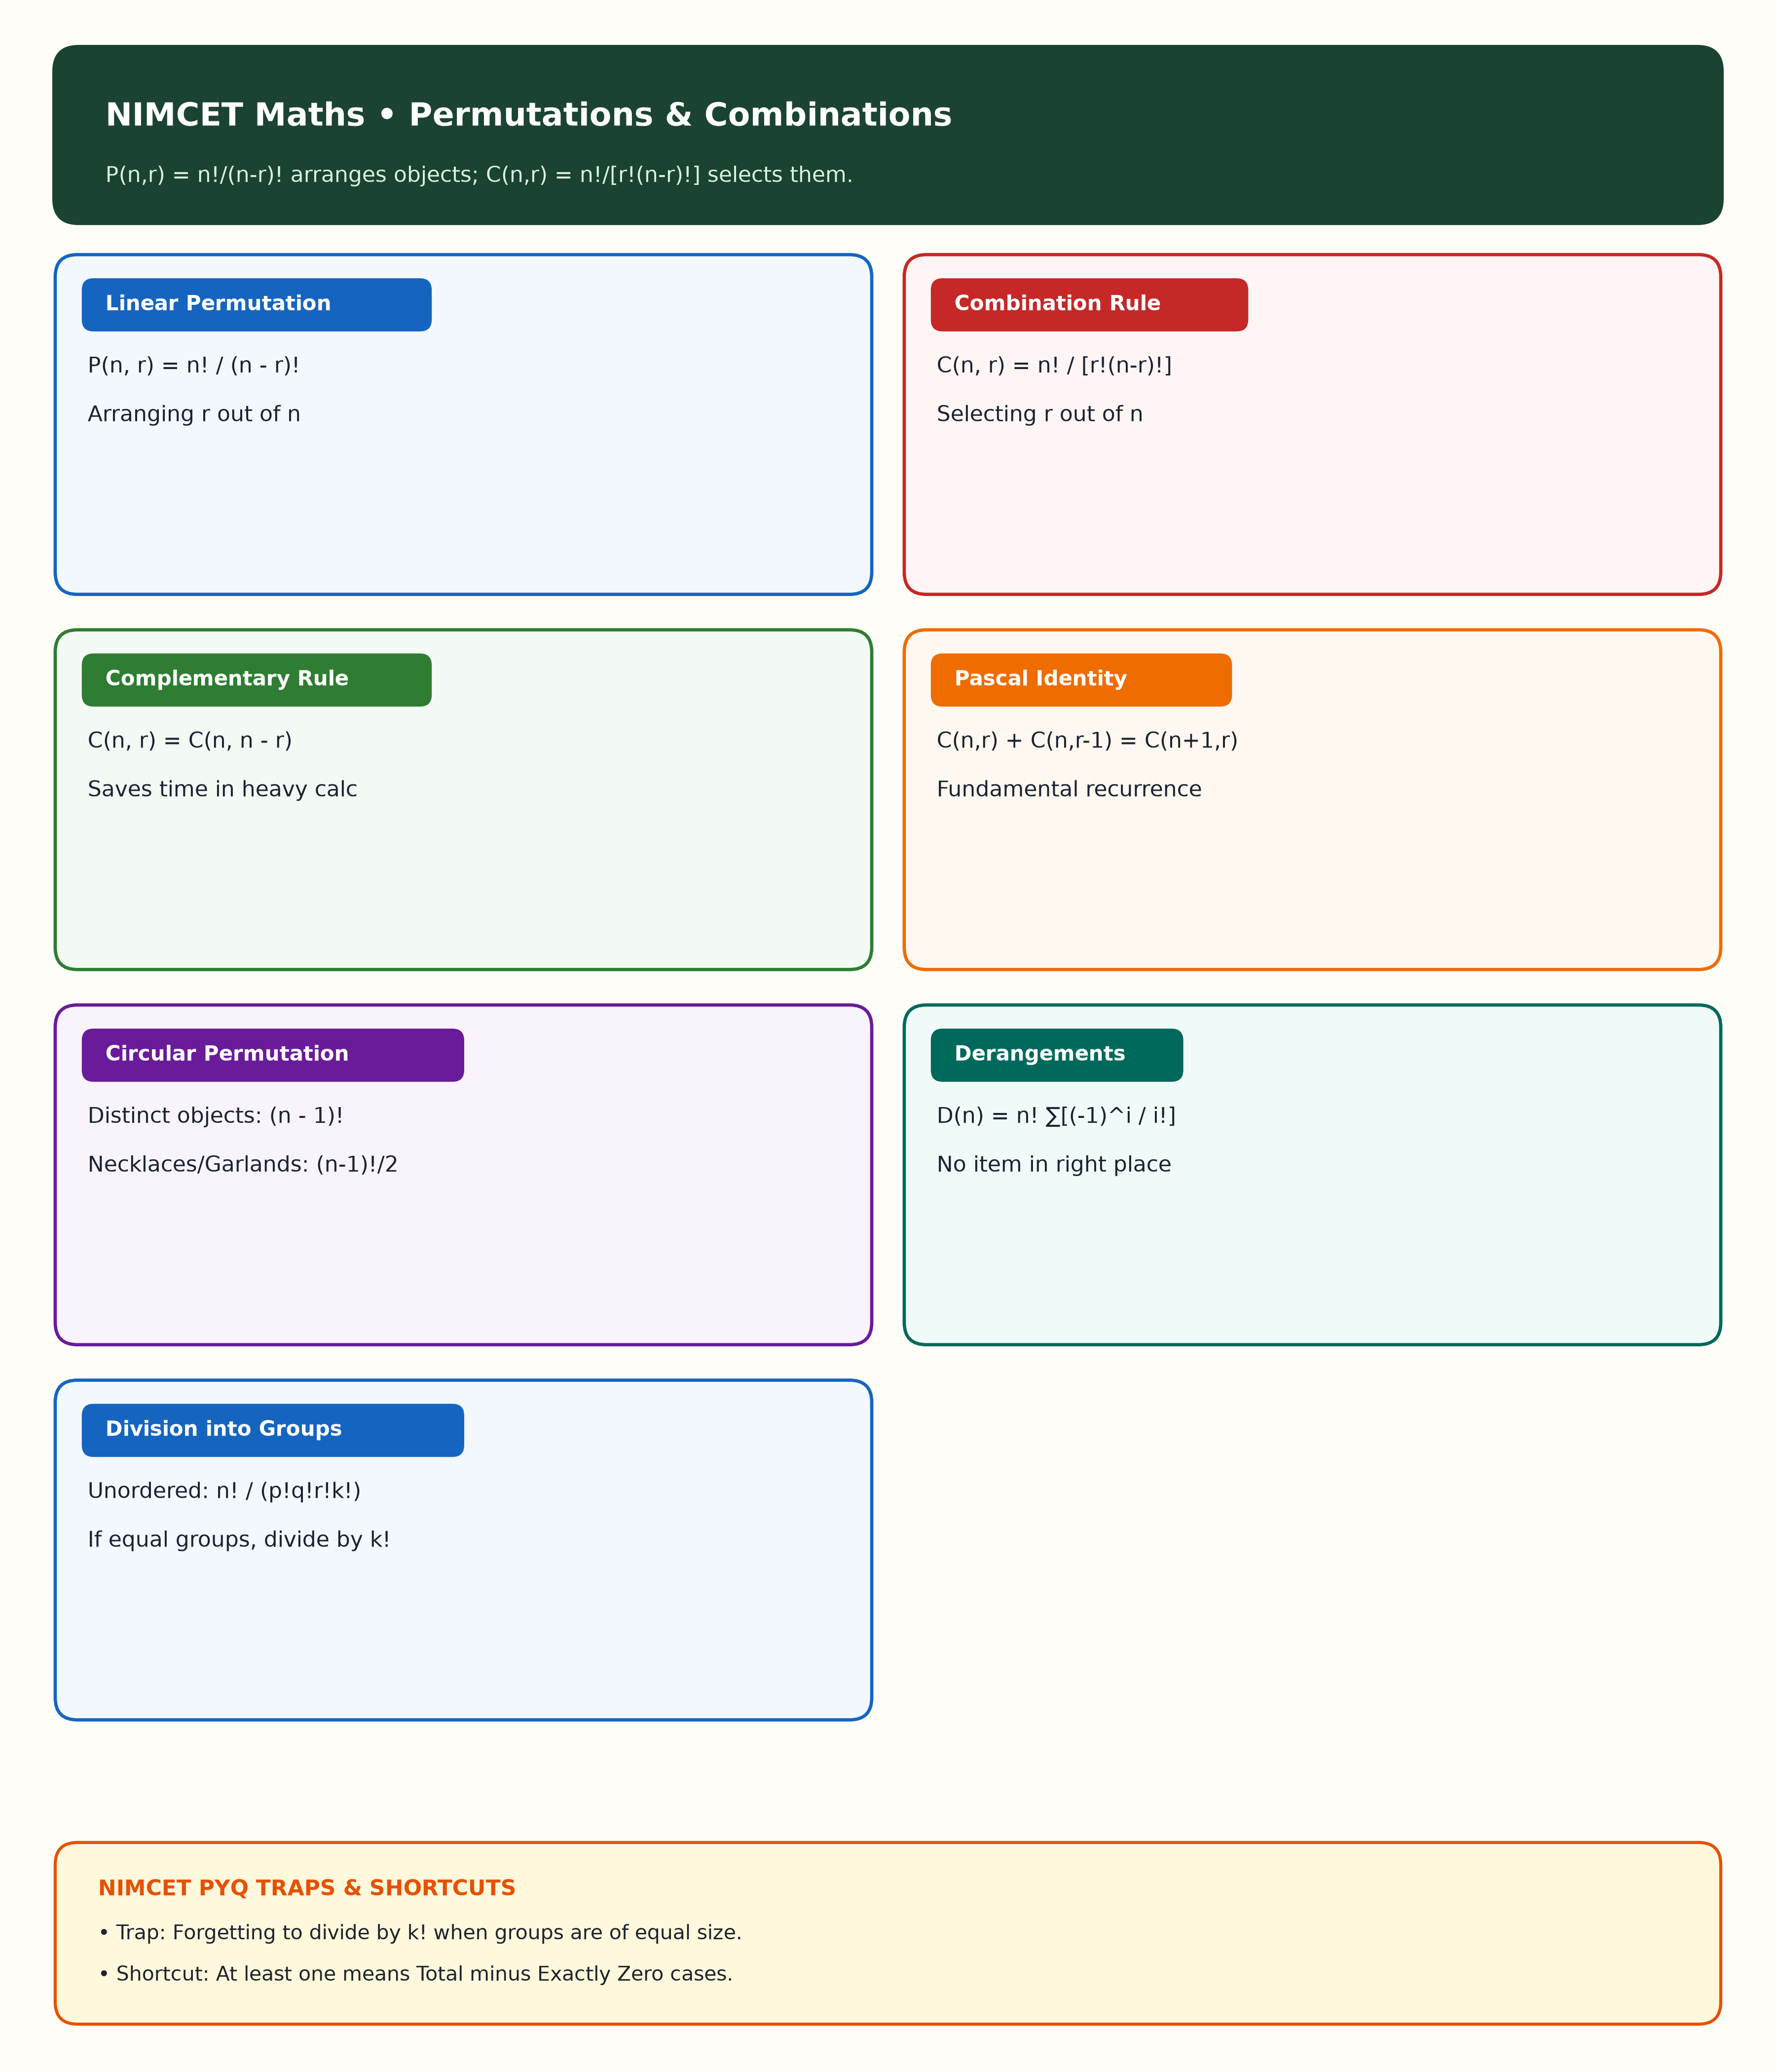 NIMCET Maths • Permutations & Combinations
P(n,r) = n!/(n-r)! arranges objects; C(n,r) = n!/[r!(n-r)!] selects them.
Linear Permutation
P(n, r) = n! / (n - r)!
Arranging r out of n
Combination Rule
C(n, r) = n! / [r!(n-r)!]
Selecting r out of n
Complementary Rule
C(n, r) = C(n, n - r)
Saves time in heavy calc
Pascal Identity
C(n,r) + C(n,r-1) = C(n+1,r)
Fundamental recurrence
Circular Permutation
Distinct objects: (n - 1)!
Necklaces/Garlands: (n-1)!/2
Derangements
D(n) = n! ∑[(-1)^i / i!]
No item in right place
Division into Groups
Unordered: n! / (p!q!r!k!)
If equal groups, divide by k!
NIMCET PYQ TRAPS & SHORTCUTS
• Trap: Forgetting to divide by k! when groups are of equal size.
• Shortcut: At least one means Total minus Exactly Zero cases.